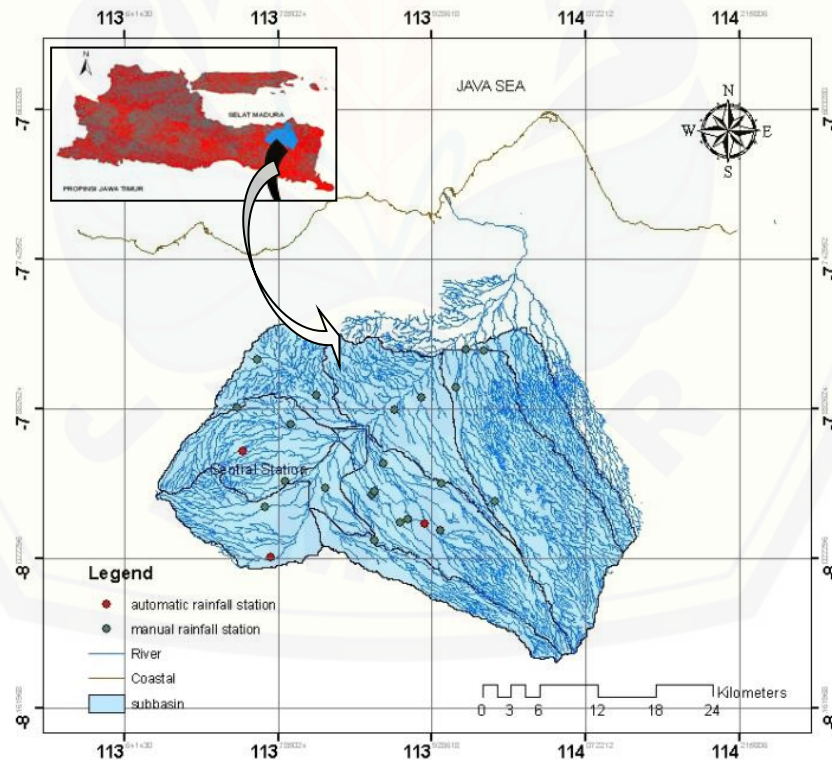 113 113 113 114 114
JAVA SEA
N
W E
S
N
SELAT MADURA
PROPINSI JAWA TIMUR
-7 -7
-7 -7
-7 -7
Central Station
-8 -8
Legend
automatic rainfall station
manual rainfall station
River
Coastal
subbasin
Kilometers
0 3 6 12 18 24
-8 -8
113 113 113 114 114